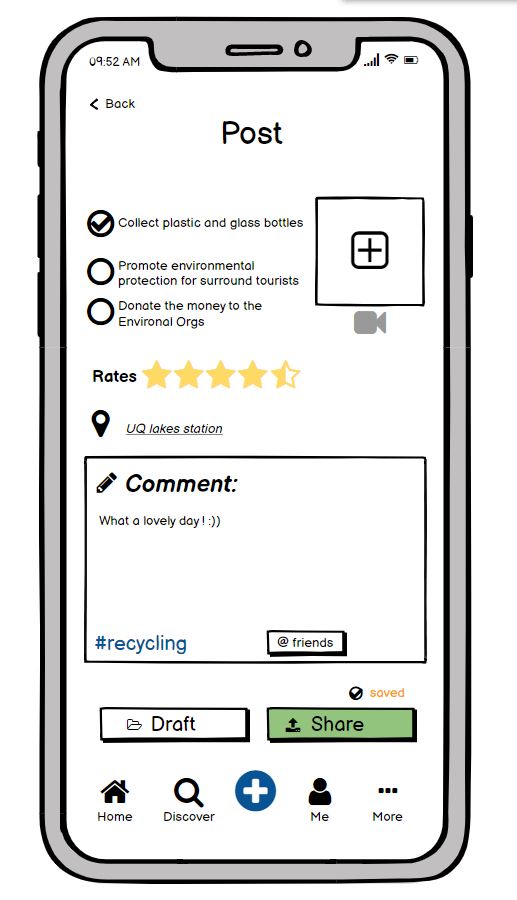 09:52 AM
Back
Post
Collect plastic and glass bottles
Promote environmental
protection for surround tourists
Donate the money to the
Environal Orgs
Rates
UQ lakes station
Comment:
What a lovely day ! :))
#recycling
@ friends
saved
Draft
Share
Home
Discover
Me
More